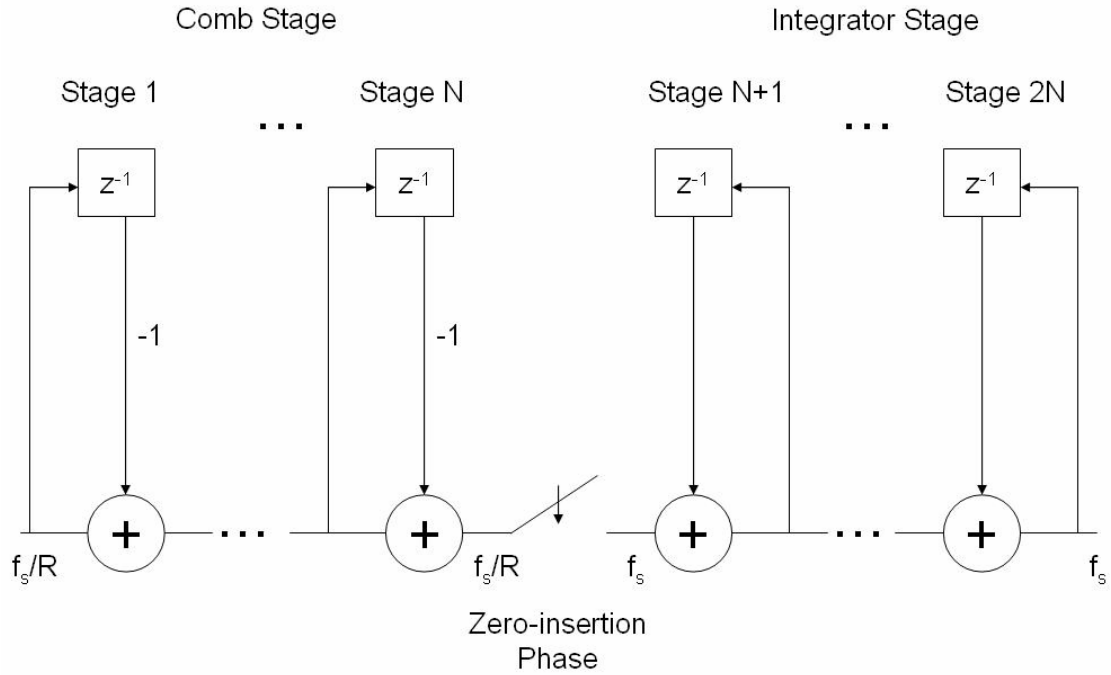 Comb Stage
Integrator Stage
Stage 1
...
Stage N
Stage N+1
...
Stage 2N
z⁻¹
z⁻¹
z⁻¹
z⁻¹
-1
-1
+
...
+
+
...
+
fₛ/R
fₛ/R
fₛ
fₛ
Zero-insertion
Phase